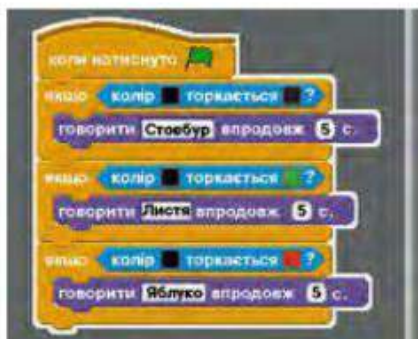 коли натиснуто
якщо колір торкається ?
говорити Стовбур впродовж 5 с.
якщо колір торкається ?
говорити Листя впродовж 5 с.
якщо колір торкається ?
говорити Яблуко впродовж 5 с.